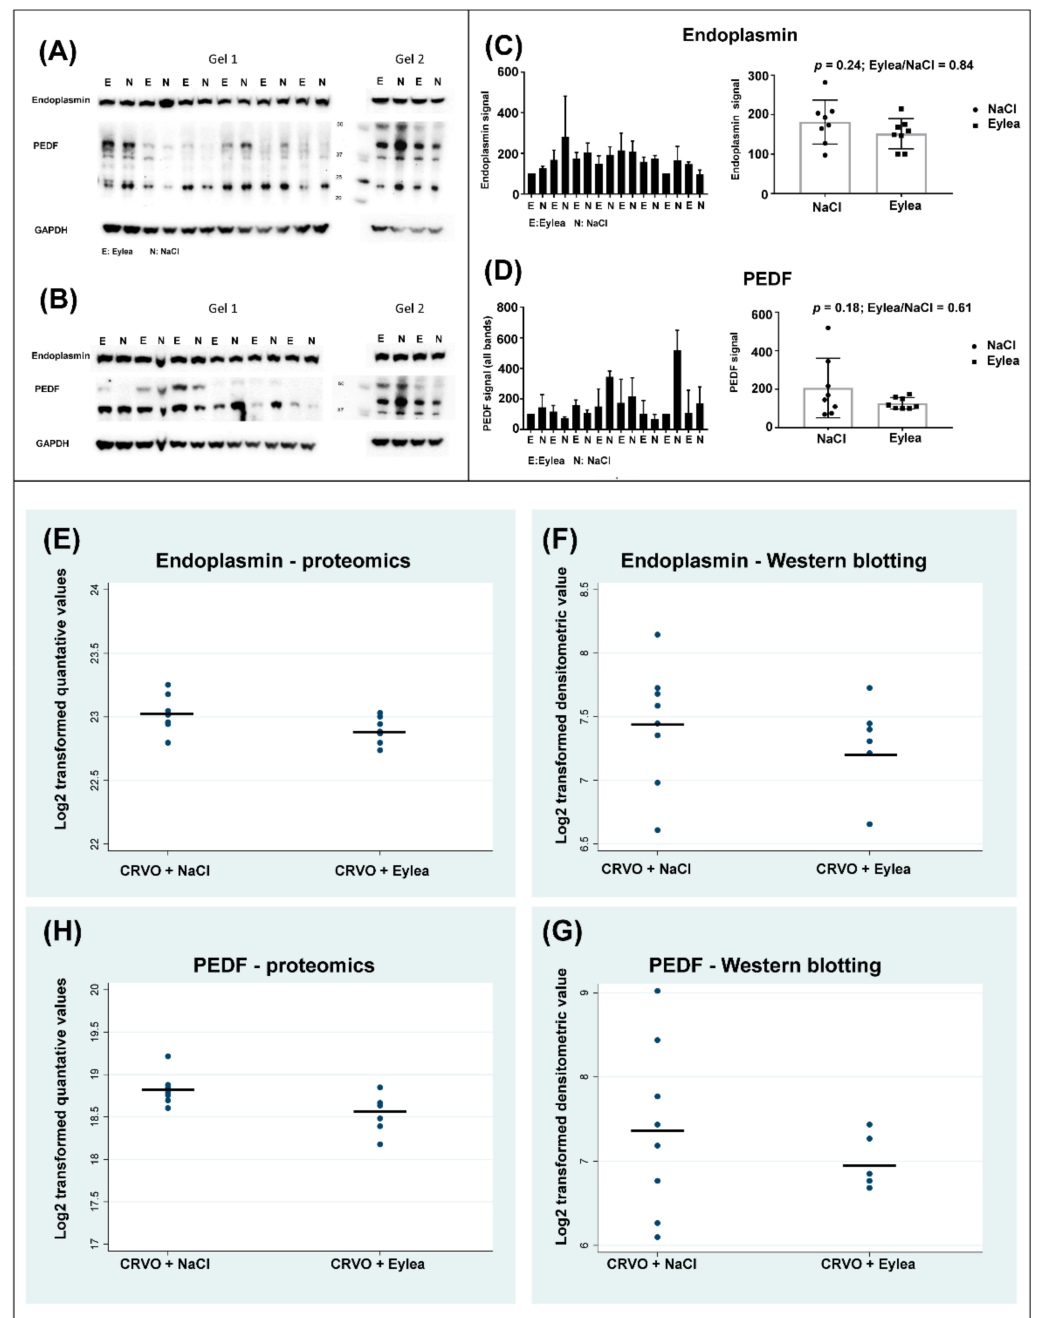 (A)
Gel 1
Gel 2
E N E N E N E N E N E N
E N E N
Endoplasmin
50
PEDF
37
25
20
GAPDH
E: Eylea N: NaCl
(B)
Gel 1
Gel 2
E N E N E N E N E N E N
E N E N
Endoplasmin
PEDF
50
37
GAPDH
(C)
Endoplasmin
Endoplasmin signal
600
400
200
0
E N E N E N E N E N E N E N E N
E:Eylea N: NaCl
p = 0.24; Eylea/NaCl = 0.84
Endoplasmin signal
300
200
100
0
NaCl
Eylea
NaCl Eylea
(D)
PEDF
PEDF signal (all bands)
800
600
400
200
0
E N E N E N E N E N E N E N E N
E:Eylea N: NaCl
p = 0.18; Eylea/NaCl = 0.61
PEDF signal
600
400
200
0
NaCl
Eylea
NaCl Eylea
(E)
Endoplasmin - proteomics
Log2 transformed quantative values
24
23.5
23
22.5
22
CRVO + NaCl CRVO + Eylea
(F)
Endoplasmin - Western blotting
Log2 transformed densitometric value
8.5
8
7.5
7
6.5
CRVO + NaCl CRVO + Eylea
(H)
PEDF - proteomics
Log2 transformed quantative values
20
19.5
19
18.5
18
17.5
17
CRVO + NaCl CRVO + Eylea
(G)
PEDF - Western blotting
Log2 transformed densitometric value
9
8
7
6
CRVO + NaCl CRVO + Eylea